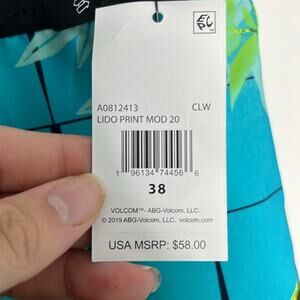 A0812413 CLW
LIDO PRINT MOD 20
1 96134 74456 6
38
VOLCOM™- ABG-Volcom, LLC.
© 2019 ABG-Volcom, LLC. volcom.com
USA MSRP: $58.00